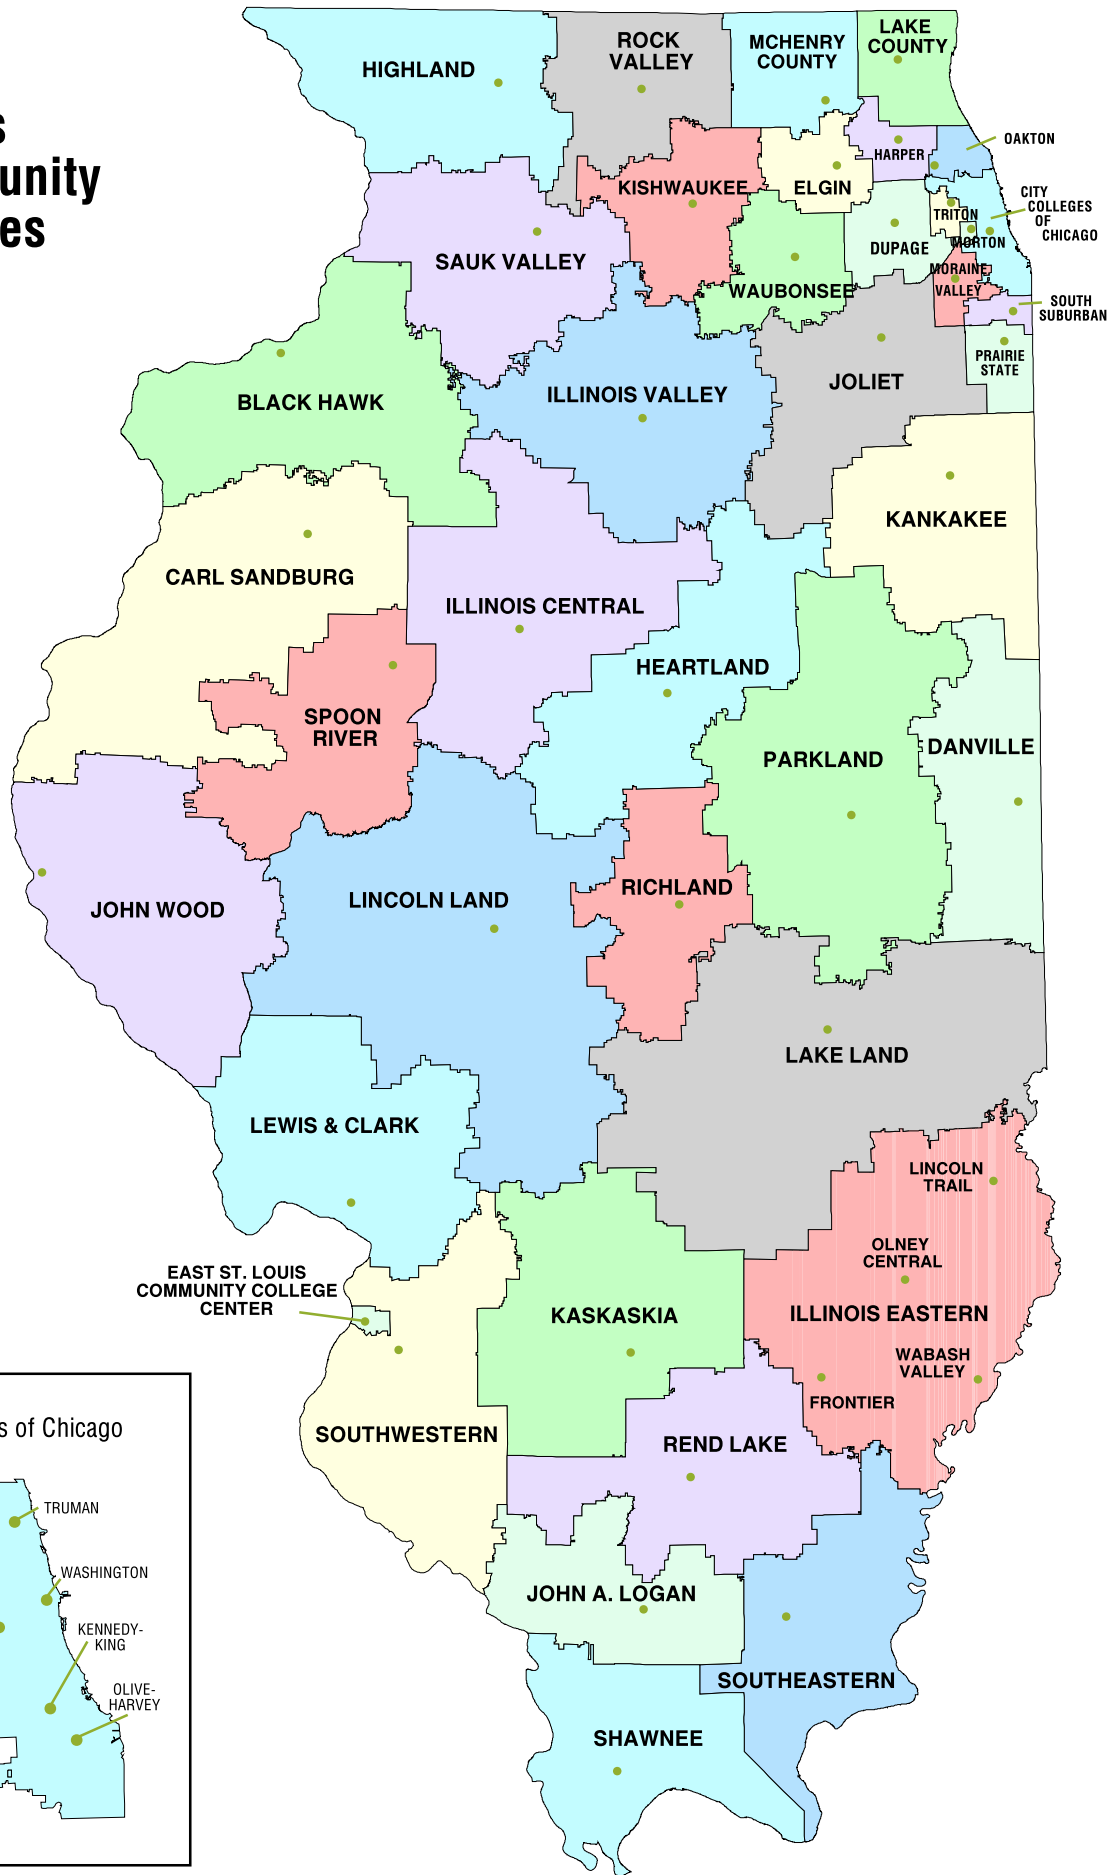 unity
es
HIGHLAND
ROCK
VALLEY
MCHENRY
COUNTY
LAKE
COUNTY
OAKTON
HARPER
KISHWAUKEE
ELGIN
CITY
COLLEGES
OF
CHICAGO
TRITON
DUPAGE
MORTON
SAUK VALLEY
MORAINE
VALLEY
WAUBONSEE
SOUTH
SUBURBAN
PRAIRIE
STATE
JOLIET
ILLINOIS VALLEY
BLACK HAWK
KANKAKEE
CARL SANDBURG
ILLINOIS CENTRAL
HEARTLAND
SPOON
RIVER
DANVILLE
PARKLAND
RICHLAND
LINCOLN LAND
JOHN WOOD
LAKE LAND
LEWIS & CLARK
LINCOLN
TRAIL
OLNEY
CENTRAL
EAST ST. LOUIS
COMMUNITY COLLEGE
CENTER
KASKASKIA
ILLINOIS EASTERN
WABASH
VALLEY
FRONTIER
SOUTHWESTERN
REND LAKE
JOHN A. LOGAN
SOUTHEASTERN
SHAWNEE
s of Chicago
TRUMAN
WASHINGTON
KENNEDY-
KING
OLIVE-
HARVEY